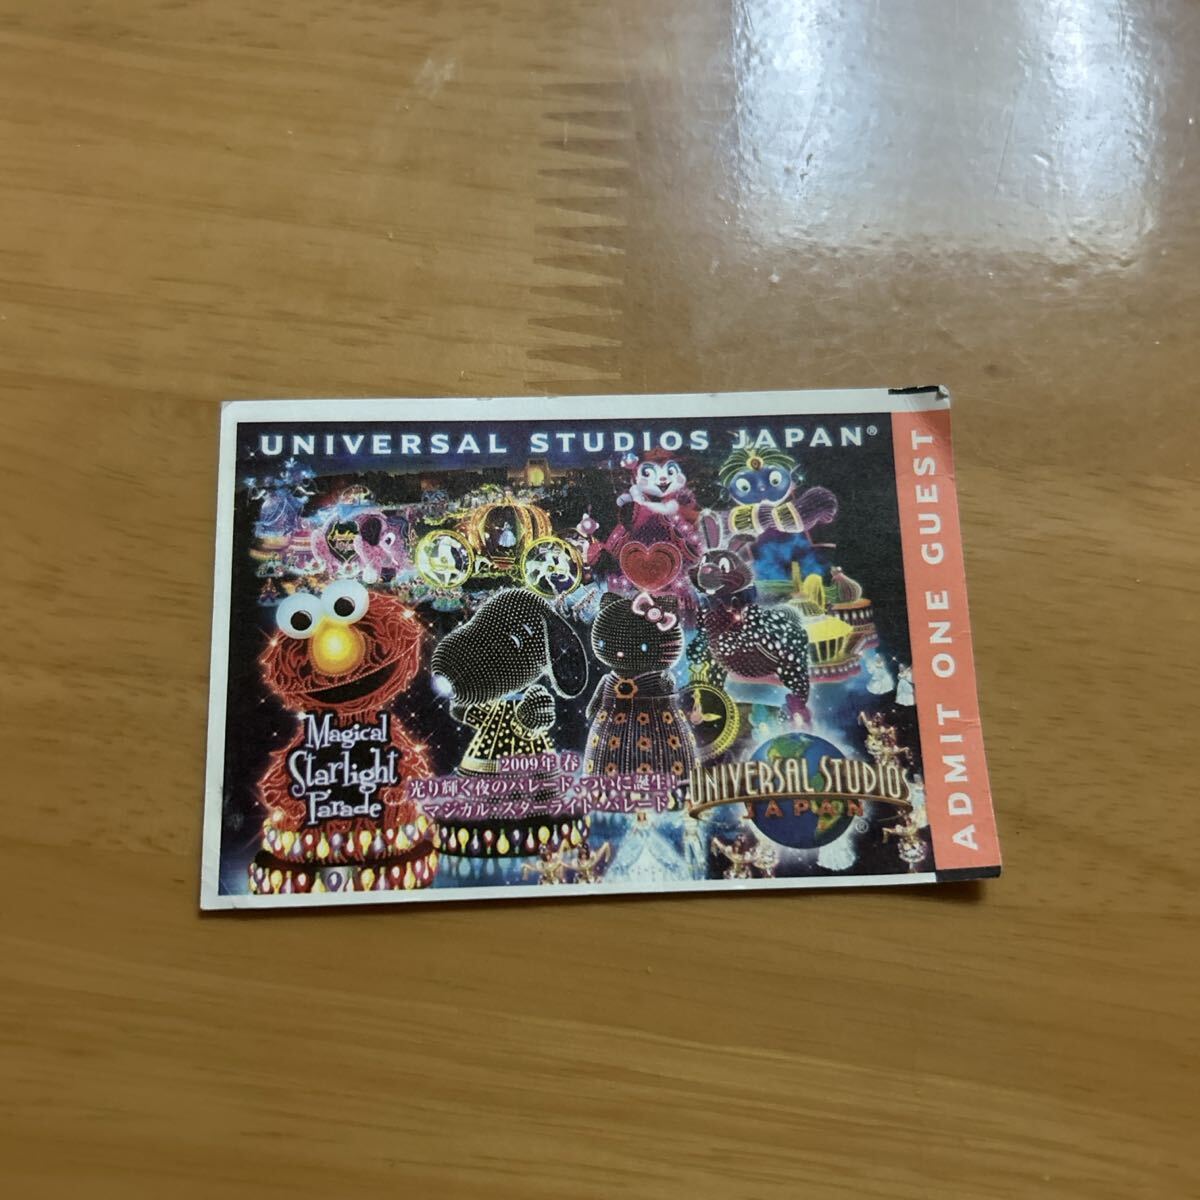 UNIVERSAL STUDIOS JAPAN®
ADMIT ONE GUEST
Magical
Starlight
Parade
2009年 春
光り輝く夜のパレード、ついに誕生!
マジカル・スターライト・パレード
UNIVERSAL STUDIOS
JAPAN
®